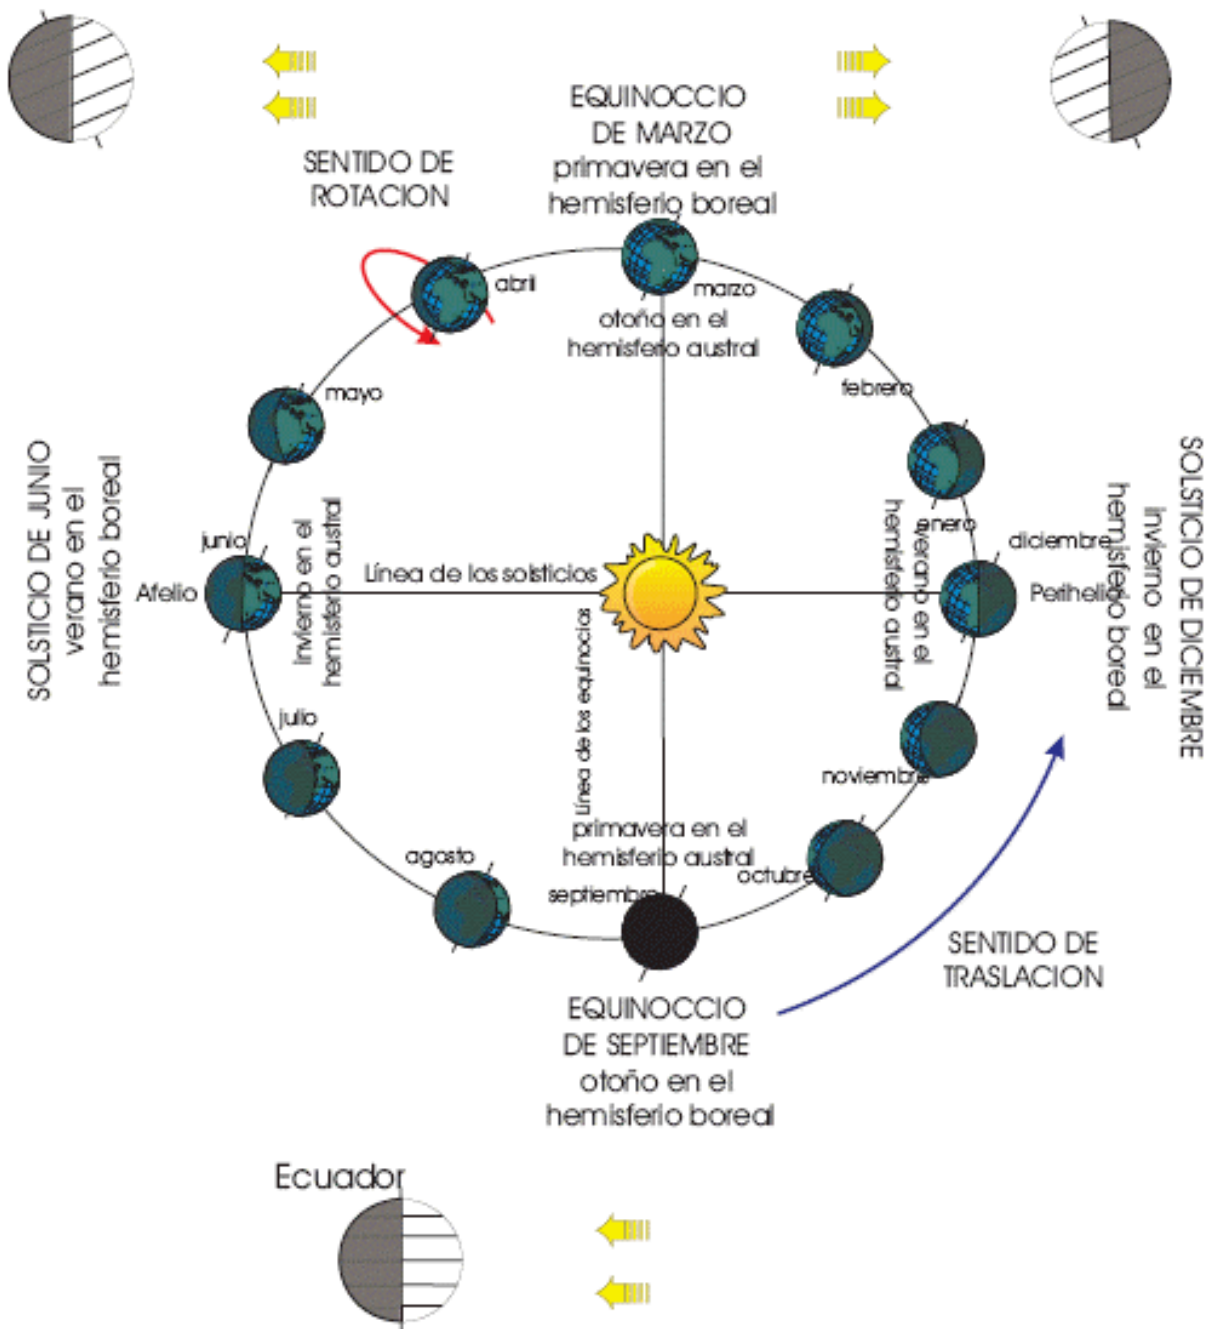 EQUINOCCIO
DE MARZO
primavera en el
hemisferio boreal
SENTIDO DE
ROTACION
abril
marzo
otoño en el
hemisferio austral
febrero
mayo
SOLSTICIO DE JUNIO
verano en el
hemisferio boreal
junio
Afelio
invierno en el
hemisferio austral
Línea de los solsticios
Línea de los equinocios
enero
verano en el
hemisferio austral
diciembre
Perihelio
SOLSTICIO DE DICIEMBRE
invierno en el
hemisferio boreal
julio
noviembre
agosto
primavera en el
hemisferio austral
septiembre
octubre
SENTIDO DE
TRASLACION
EQUINOCCIO
DE SEPTIEMBRE
otoño en el
hemisferio boreal
Ecuador